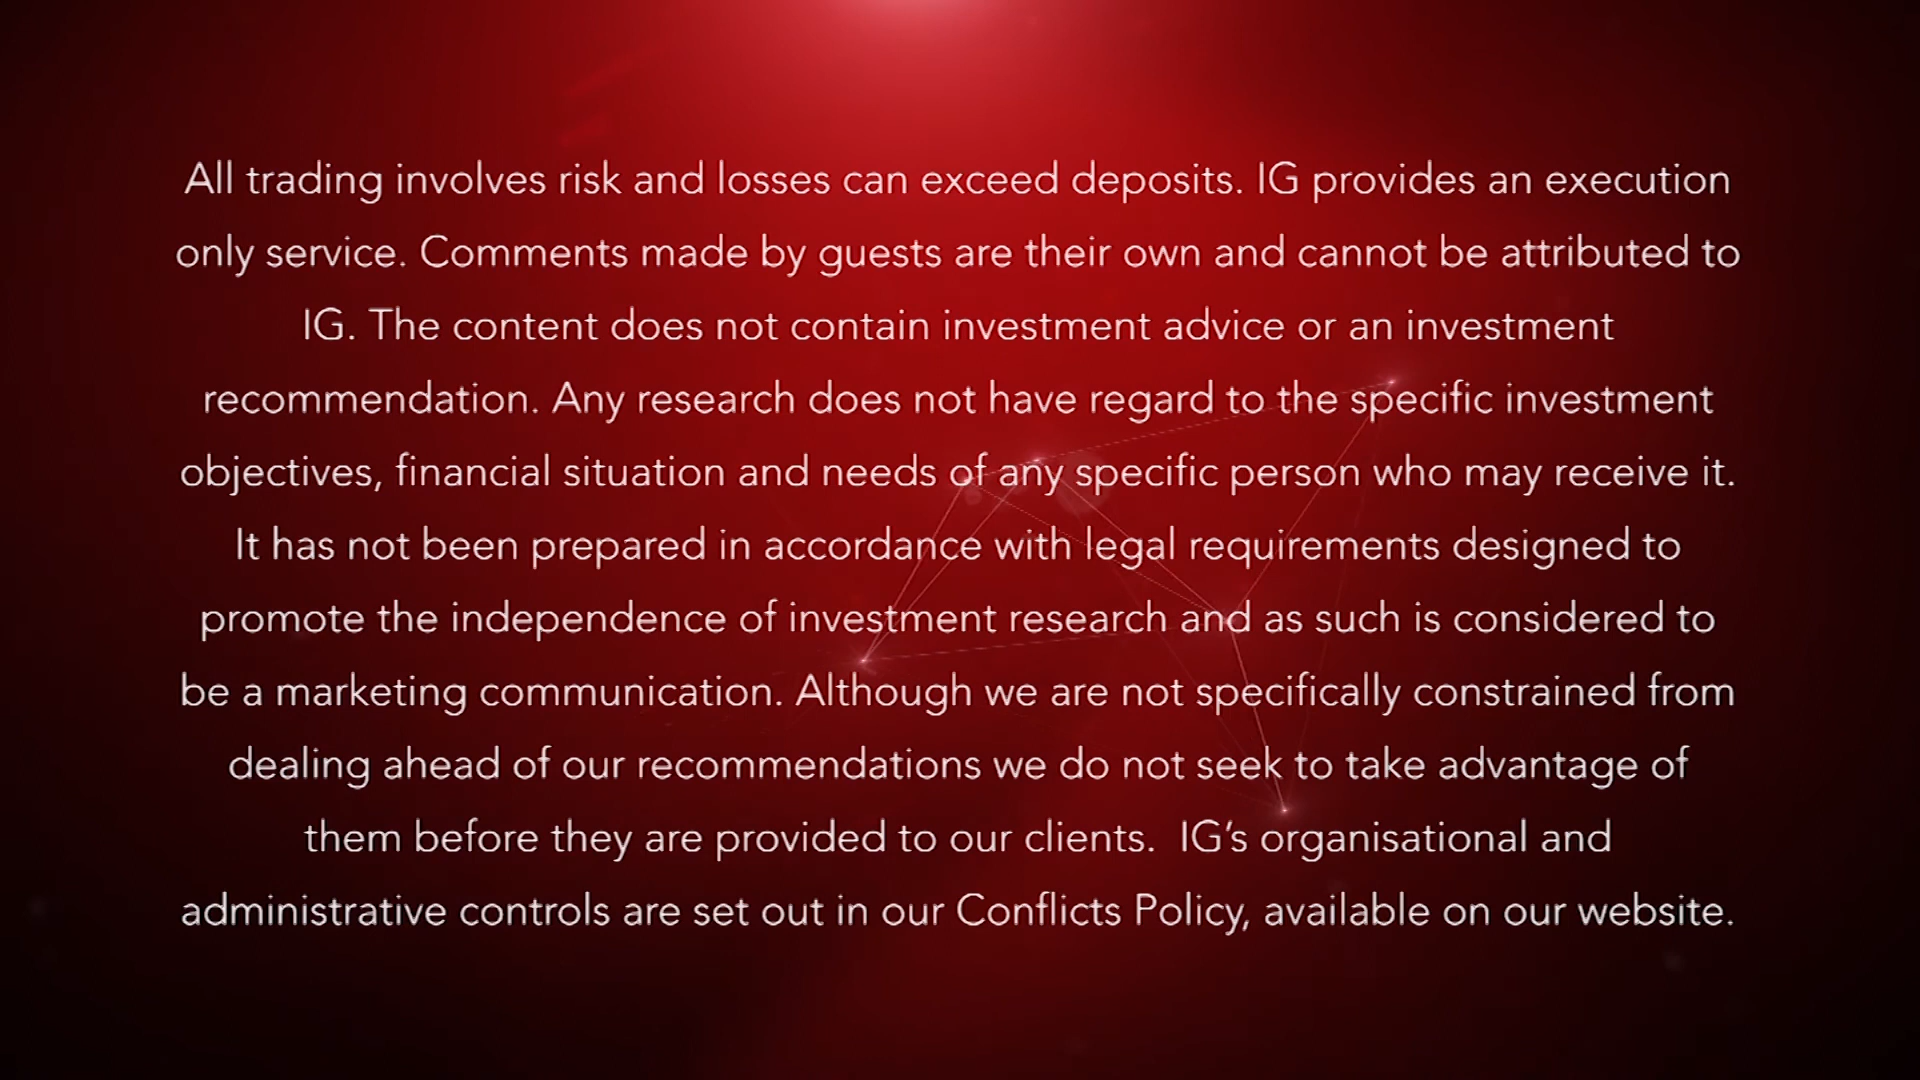 All trading involves risk and losses can exceed deposits. IG provides an execution
only service. Comments made by guests are their own and cannot be attributed to
IG. The content does not contain investment advice or an investment
recommendation. Any research does not have regard to the specific investment
objectives, financial situation and needs of any specific person who may receive it.
It has not been prepared in accordance with legal requirements designed to
promote the independence of investment research and as such is considered to
be a marketing communication. Although we are not specifically constrained from
dealing ahead of our recommendations we do not seek to take advantage of
them before they are provided to our clients.  IG’s organisational and
administrative controls are set out in our Conflicts Policy, available on our website.